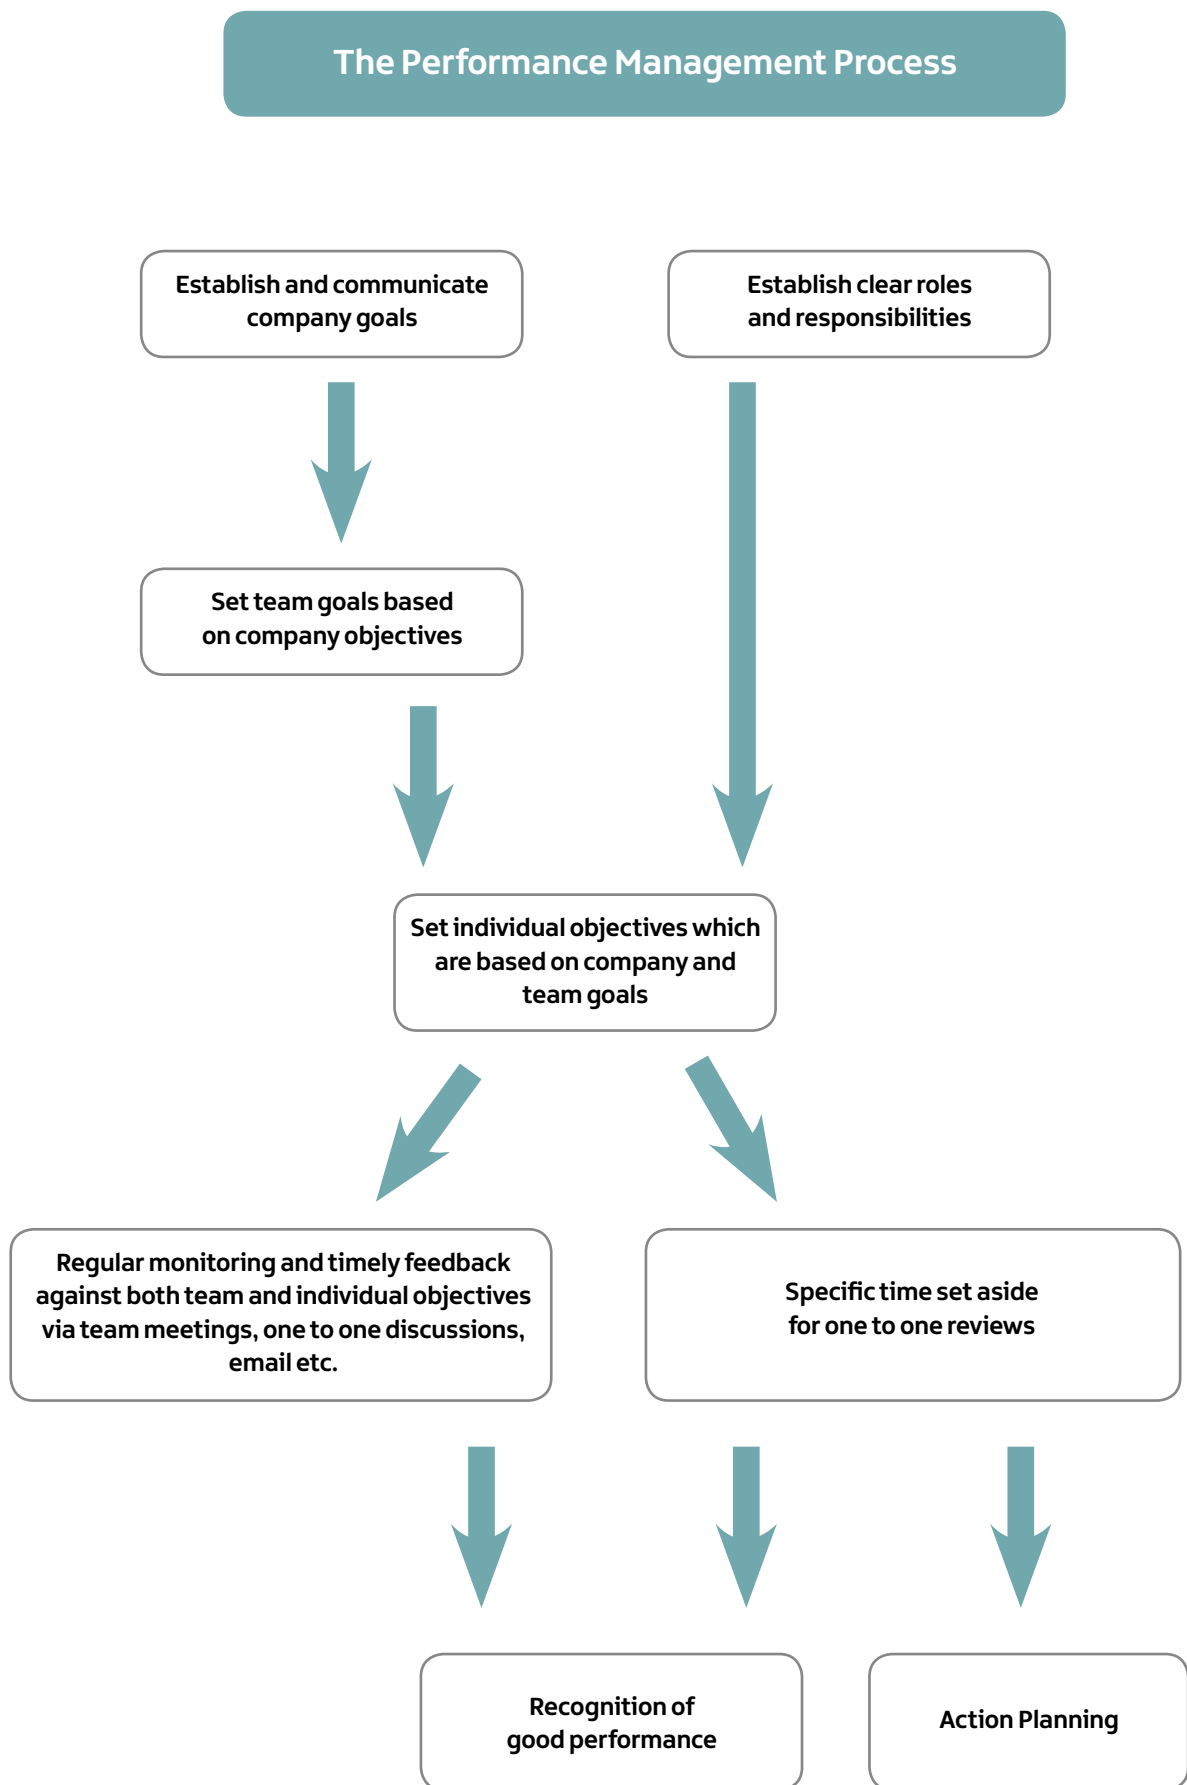 The Performance Management Process
Establish and communicate
company goals
Establish clear roles
and responsibilities
Set team goals based
on company objectives
Set individual objectives which
are based on company and
team goals
Regular monitoring and timely feedback
against both team and individual objectives
via team meetings, one to one discussions,
email etc.
Specific time set aside
for one to one reviews
Recognition of
good performance
Action Planning